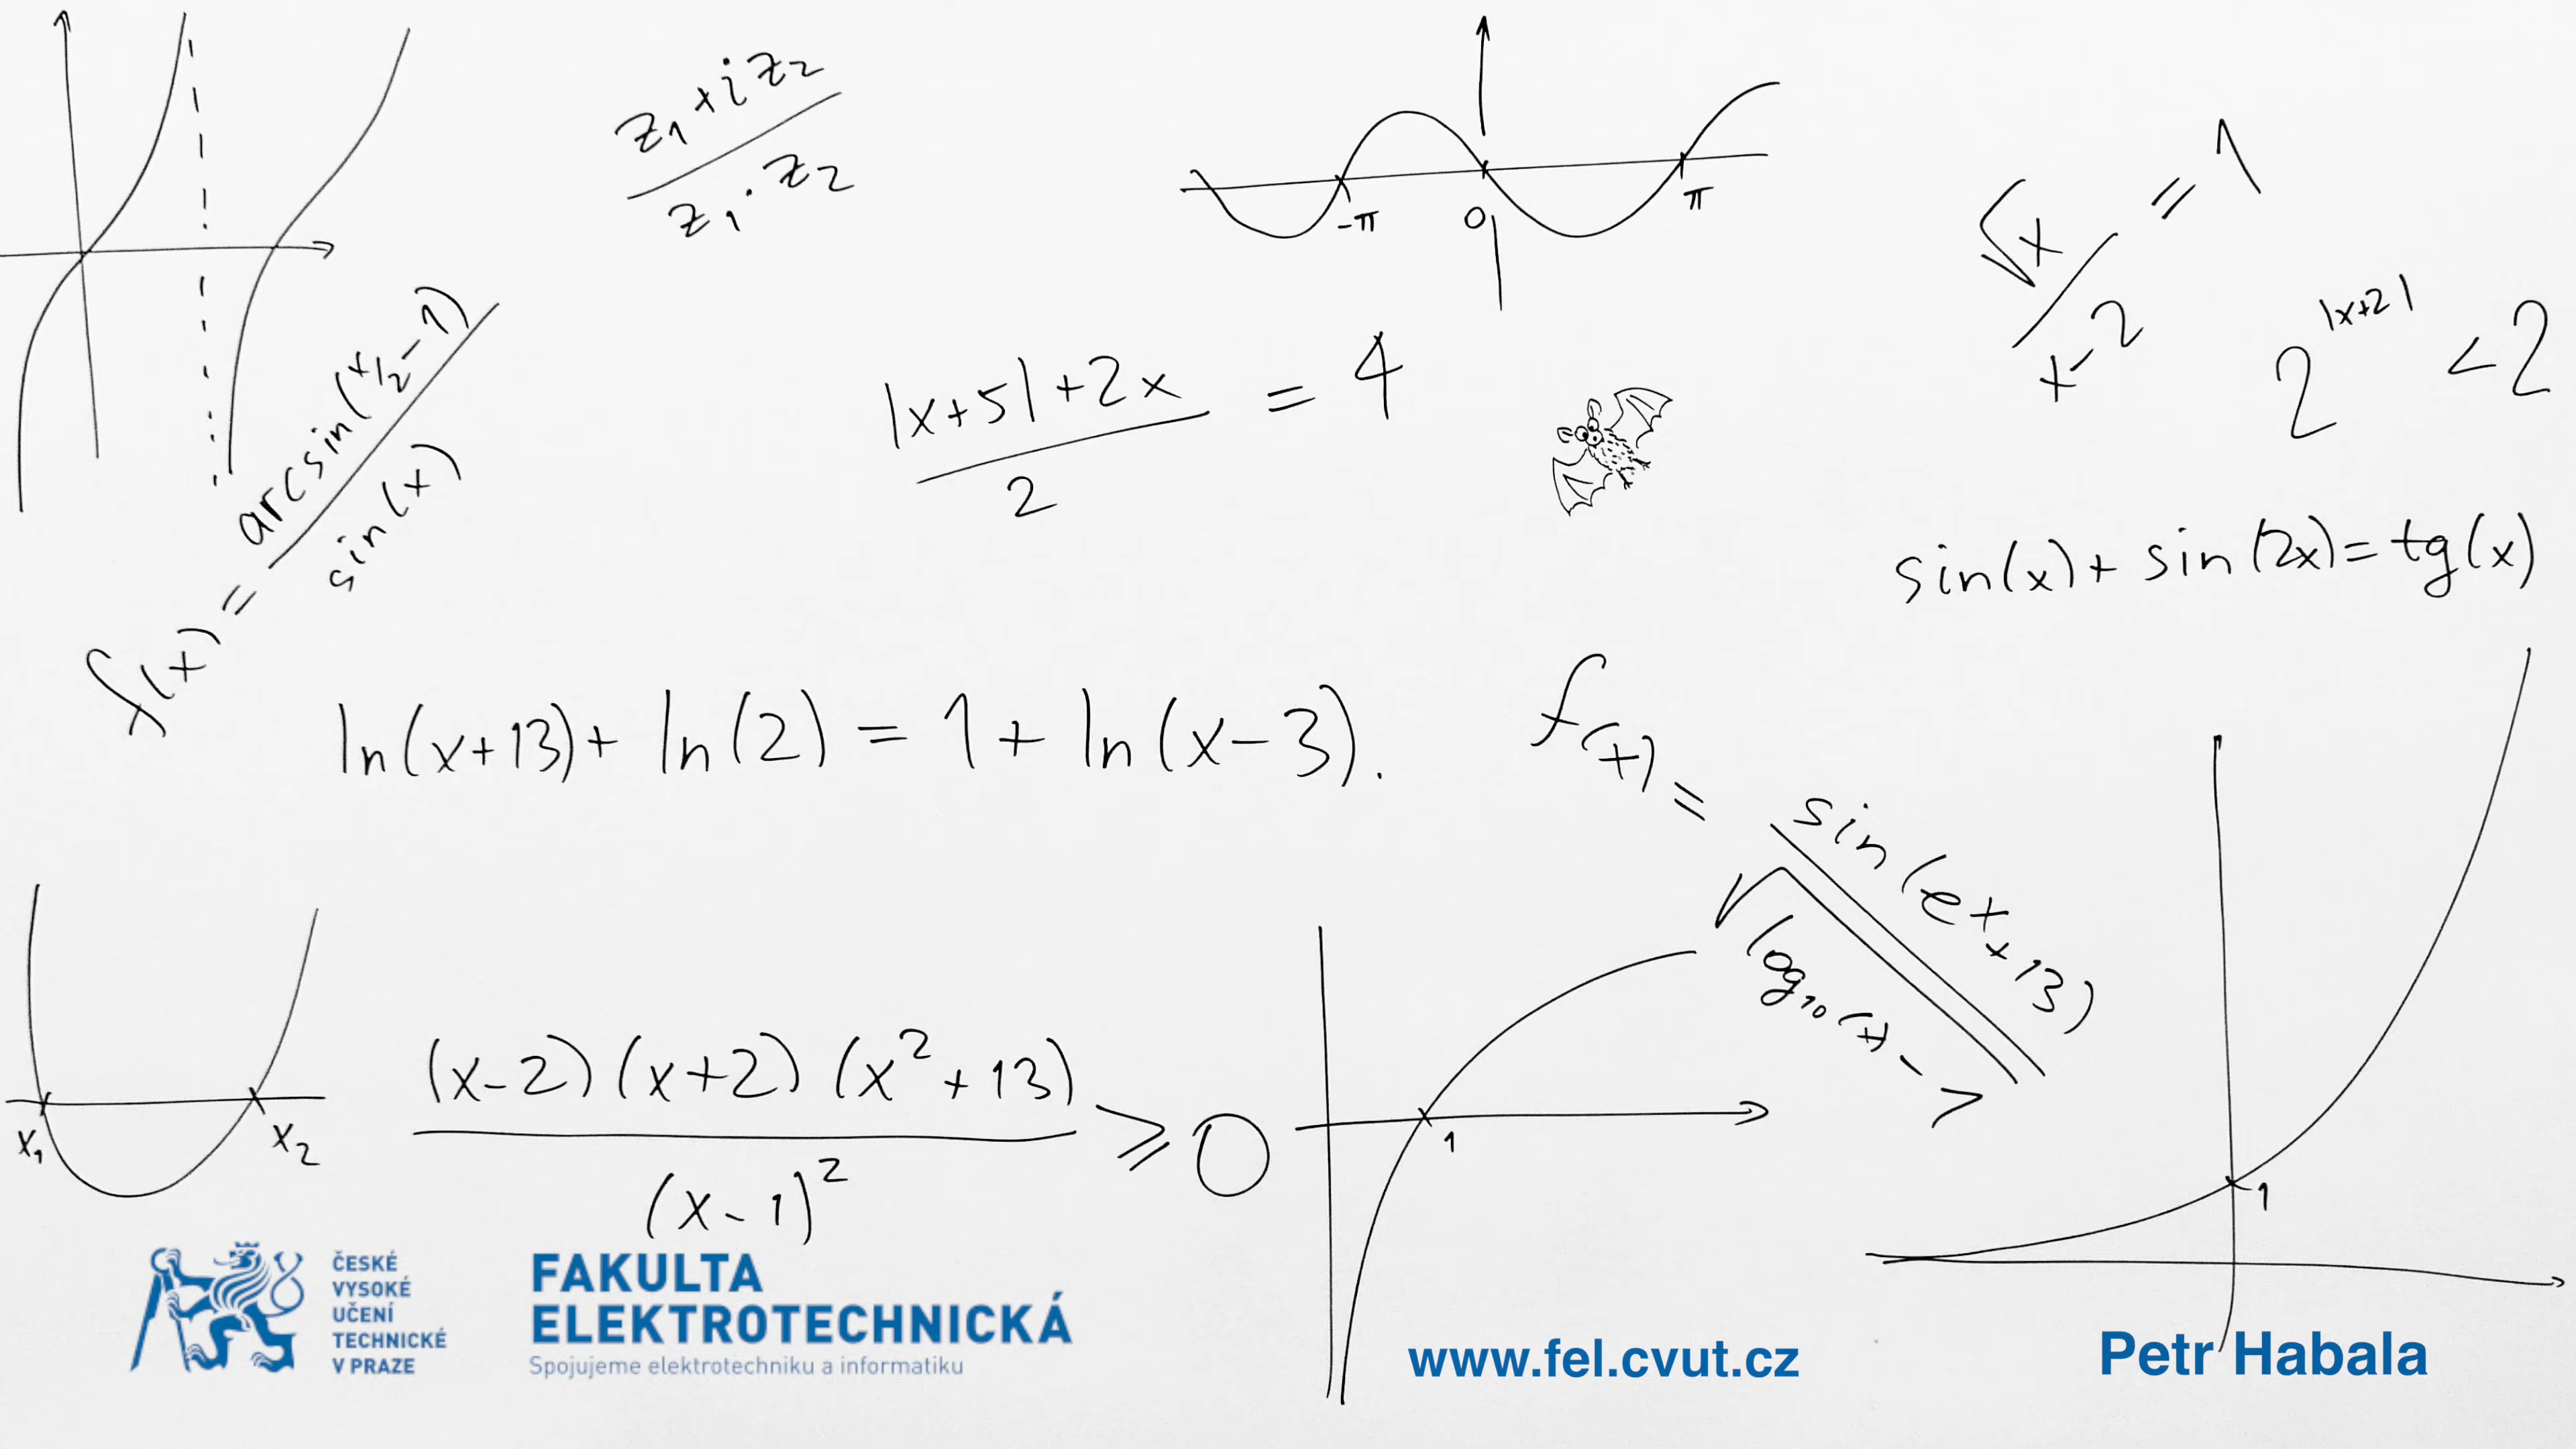 z₁+iz₂
z₁·z₂
-π
0
π
√x
x-2
= 1
2^|x+2| < 2
f(x) = arcsin(x/2-1)
sin(x)
|x+5|+2x
2
= 4
sin(x)+ sin(2x)=tg(x)
ln(x+13)+ ln(2) = 1+ ln(x-3).
f(x) =
sin(eˣ+13)
√log₁₀(x)-
x₁
x₂
(x-2)(x+2)(x²+13)
(x-1)²
≥ 0
1
1
ČESKÉ
VYSOKÉ
UČENÍ
TECHNICKÉ
V PRAZE
FAKULTA
ELEKTROTECHNICKÁ
Spojujeme elektrotechniku a informatiku
www.fel.cvut.cz
Petr Habala